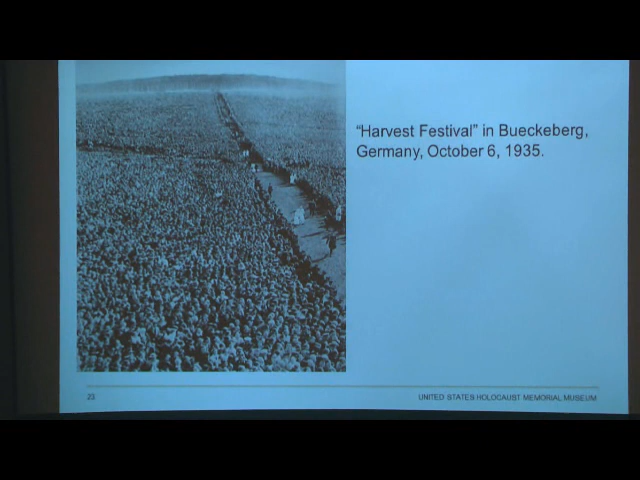 “Harvest Festival” in Bueckeberg,
Germany, October 6, 1935.
23
UNITED STATES HOLOCAUST MEMORIAL MUSEUM